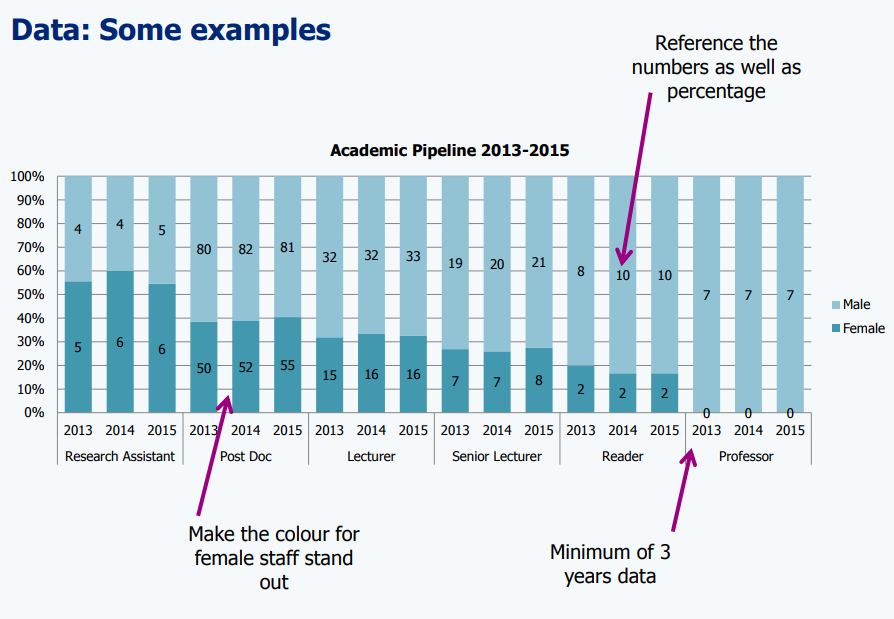 Data: Some examples
Reference the
numbers as well as
percentage
Academic Pipeline 2013-2015
100%
90%
80%
70%
60%
50%
40%
30%
20%
10%
0%
4 4 5 80 82 81 32 32 33 19 20 21 8 10 10 7 7 7
5 6 6 50 52 55 15 16 16 7 7 8 2 2 2 0 0 0
Male
Female
2013 2014 2015 2013 2014 2015 2013 2014 2015 2013 2014 2015 2013 2014 2015 2013 2014 2015
Research Assistant Post Doc Lecturer Senior Lecturer Reader Professor
Make the colour for
female staff stand
out
Minimum of 3
years data